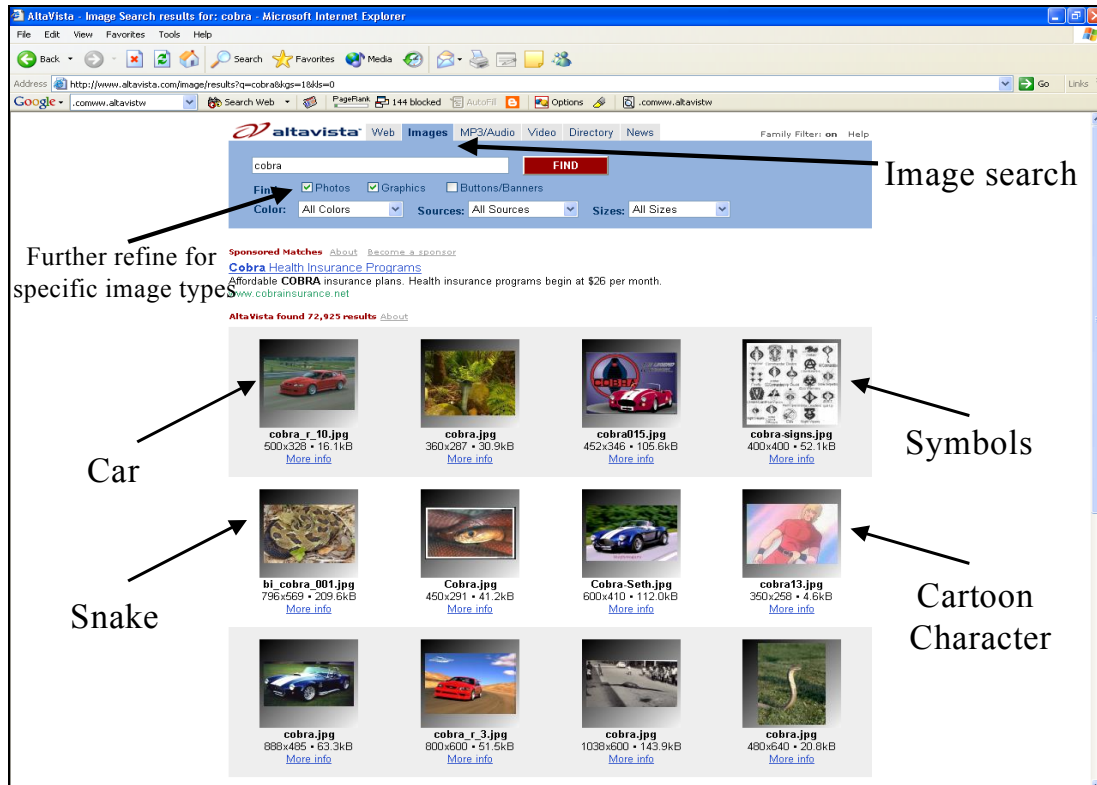 AltaVista - Image Search results for: cobra - Microsoft Internet Explorer
File Edit View Favorites Tools Help
Back Search Favorites Media
Address http://www.altavista.com/image/results?q=cobra&kgs=1&kls=0 Go Links
Google .comwww.altavistw Search Web PageRank 144 blocked AutoFill Options .comwww.altavistw
altavista Web Images MP3/Audio Video Directory News Family Filter: on Help
cobra FIND
Image search
Find: Photos Graphics Buttons/Banners
Color: All Colors Sources: All Sources Sizes: All Sizes
Further refine for
specific image types
Sponsored Matches About Become a sponsor
Cobra Health Insurance Programs
Affordable COBRA insurance plans. Health insurance programs begin at $26 per month.
www.cobrainsurance.net
AltaVista found 72,925 results About
COBRA
cobra_r_10.jpg cobra.jpg cobra015.jpg cobra-signs.jpg
500x328 • 16.1kB 360x287 • 30.9kB 452x346 • 105.6kB 400x400 • 52.1kB
More info More info More info More info
Car
Symbols
bi_cobra_001.jpg Cobra.jpg Cobra-Seth.jpg cobra13.jpg
796x569 • 209.6kB 450x291 • 41.2kB 600x410 • 112.0kB 350x258 • 4.6kB
More info More info More info More info
Snake
Cartoon
Character
cobra.jpg cobra_r_3.jpg cobra.jpg cobra.jpg
888x485 • 63.3kB 800x600 • 51.5kB 1038x600 • 143.9kB 480x640 • 20.8kB
More info More info More info More info